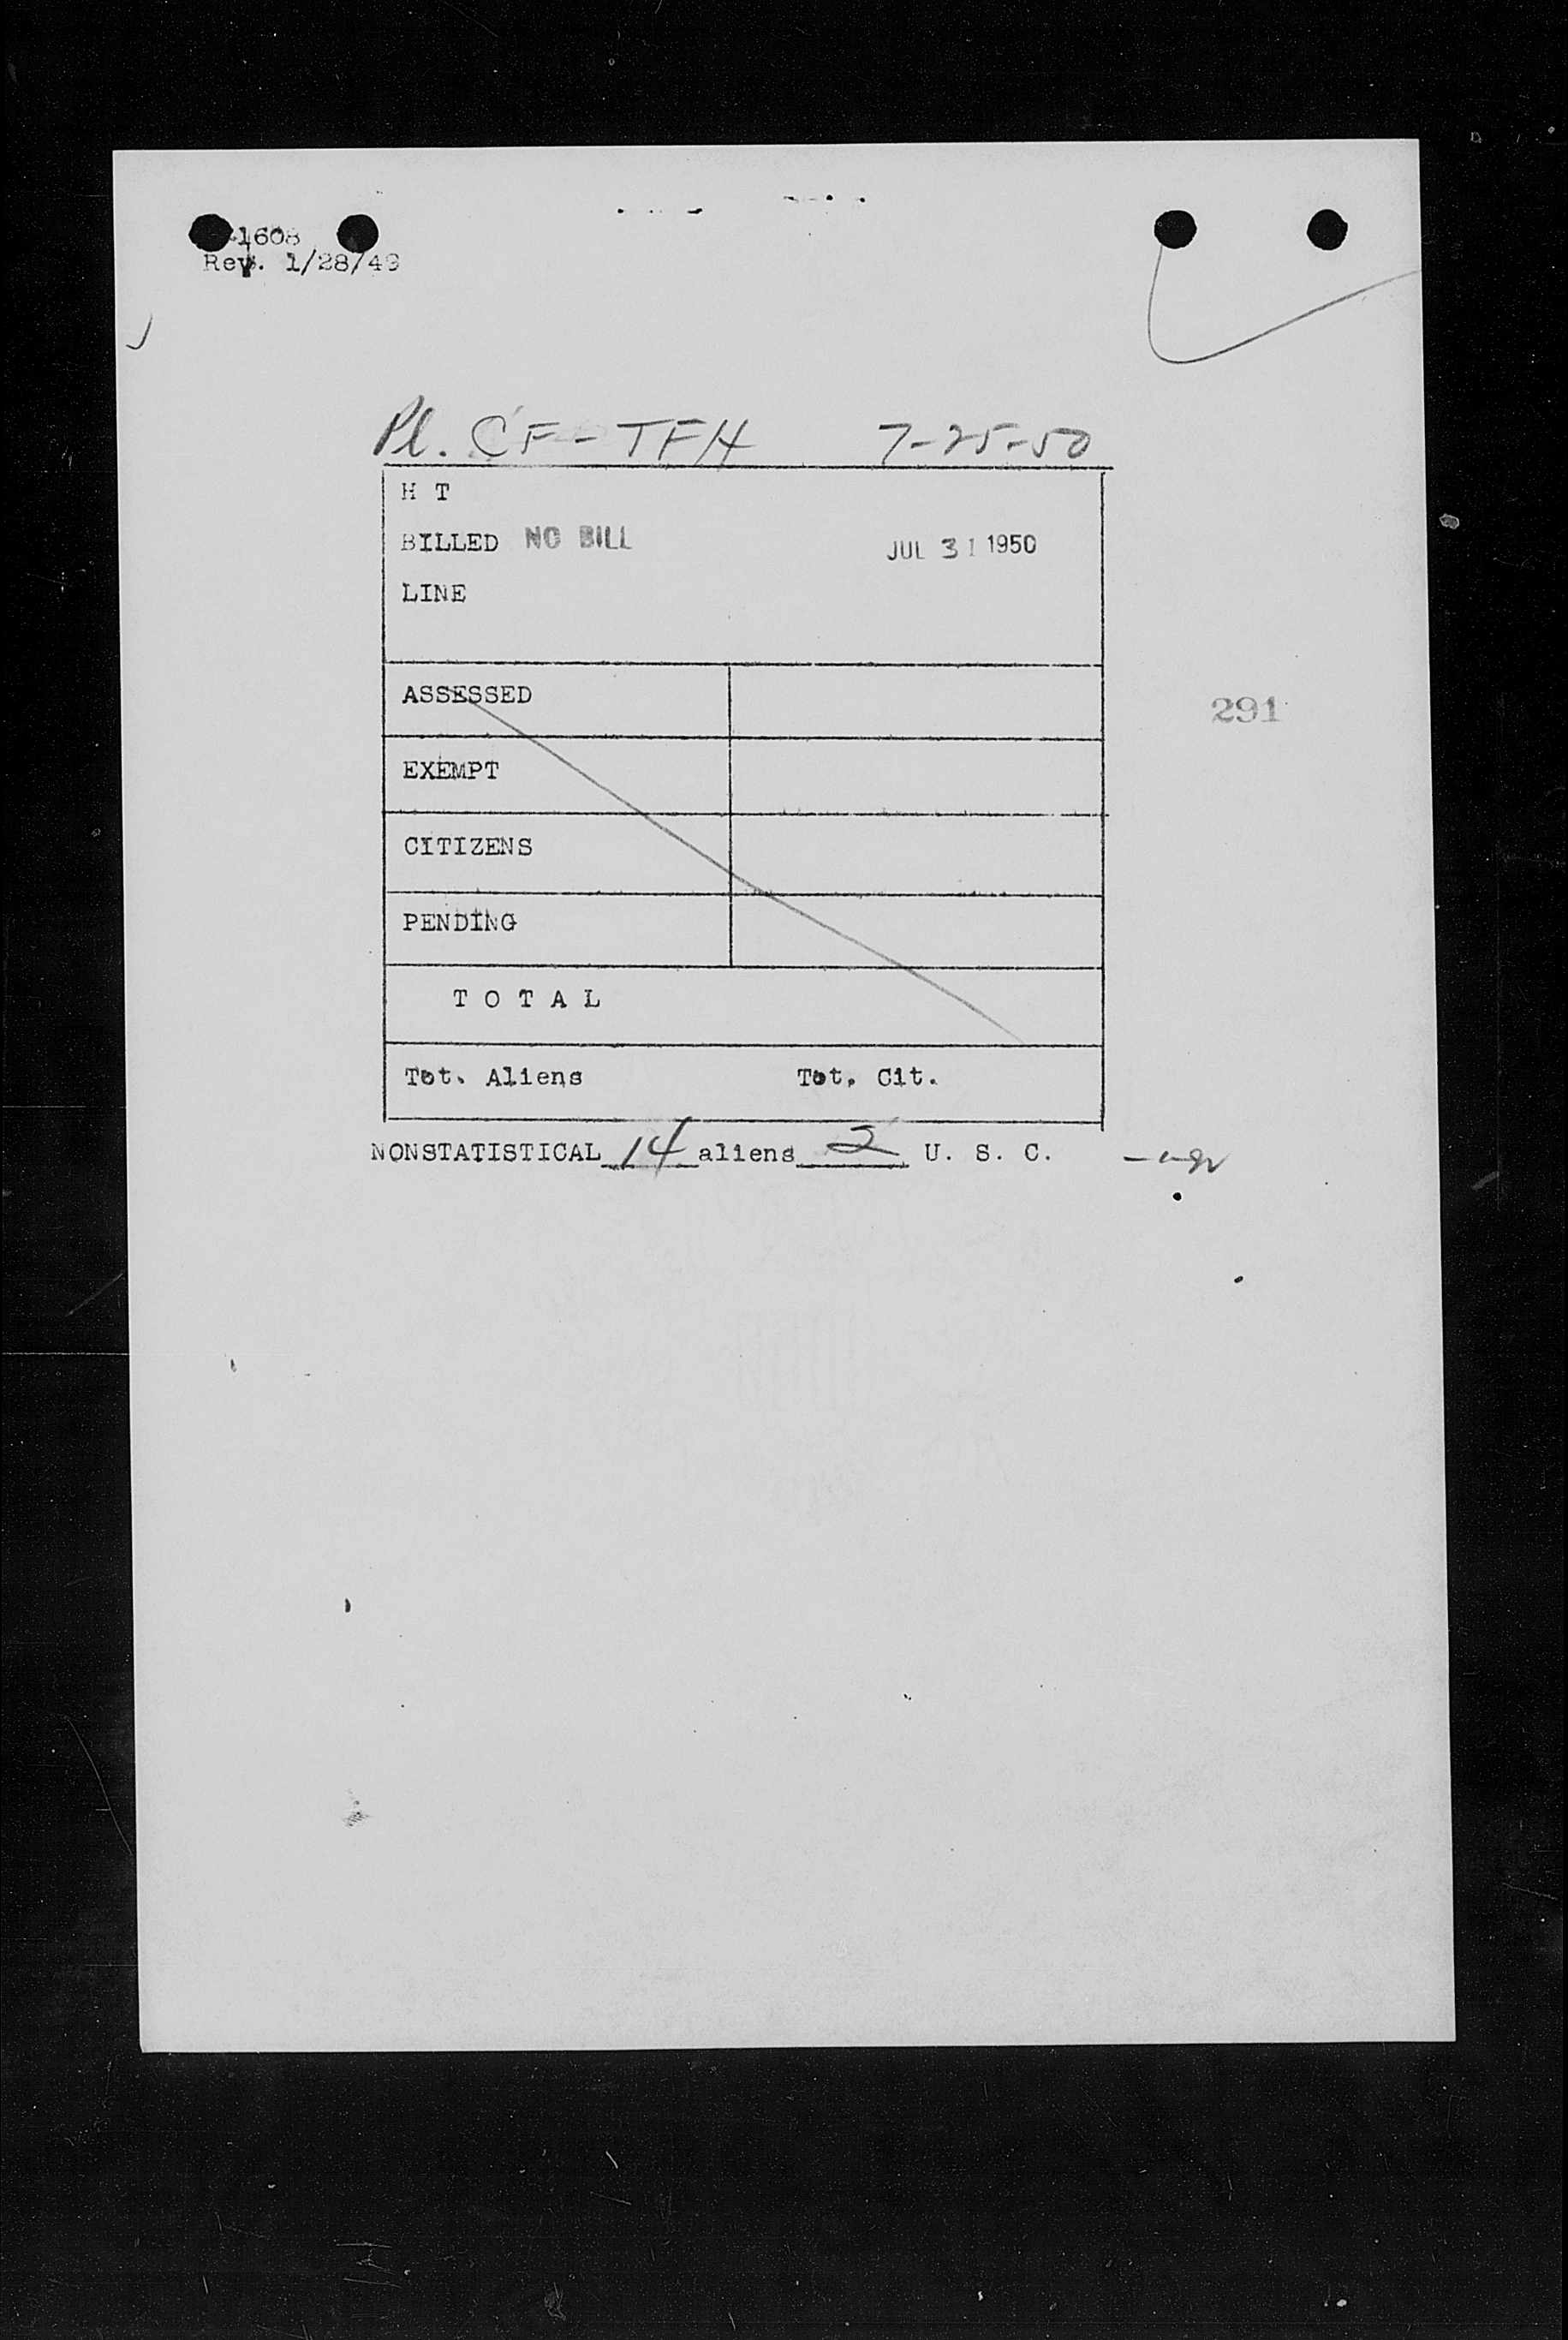 1608
Rev. 1/28/49
Pl. CF-TFH 7-25-50
H T
BILLED NO BILL JUL 31 1950
LINE
ASSESSED
291
EXEMPT
CITIZENS
PENDING
T O T A L
Tot. Aliens Tot. Cit.
NONSTATISTICAL 14 aliens 2 U. S. C.